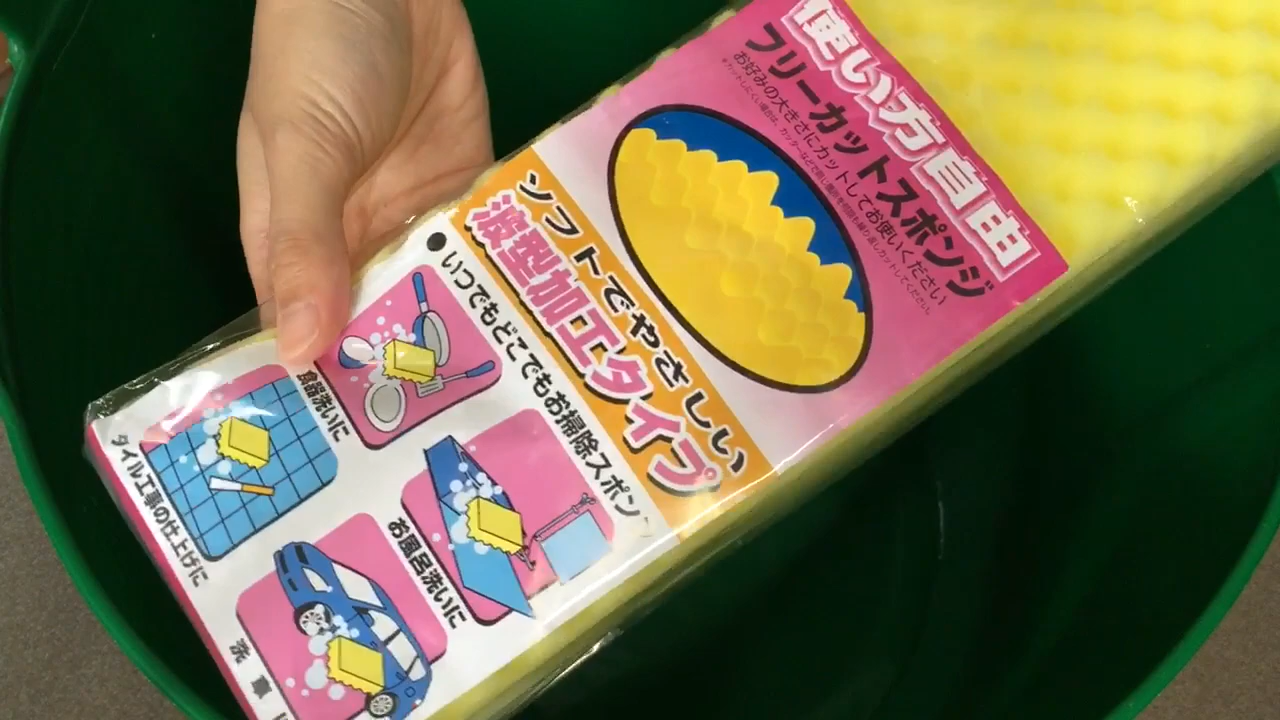 使い方自由
フリーカットスポンジ
お好みの大きさにカットしてお使いください
ソフトでやさしい
波型加工タイプ
●いつでもどこでもお掃除スポン
食器洗いに
お風呂洗いに
タイル工事の仕上げに
洗車